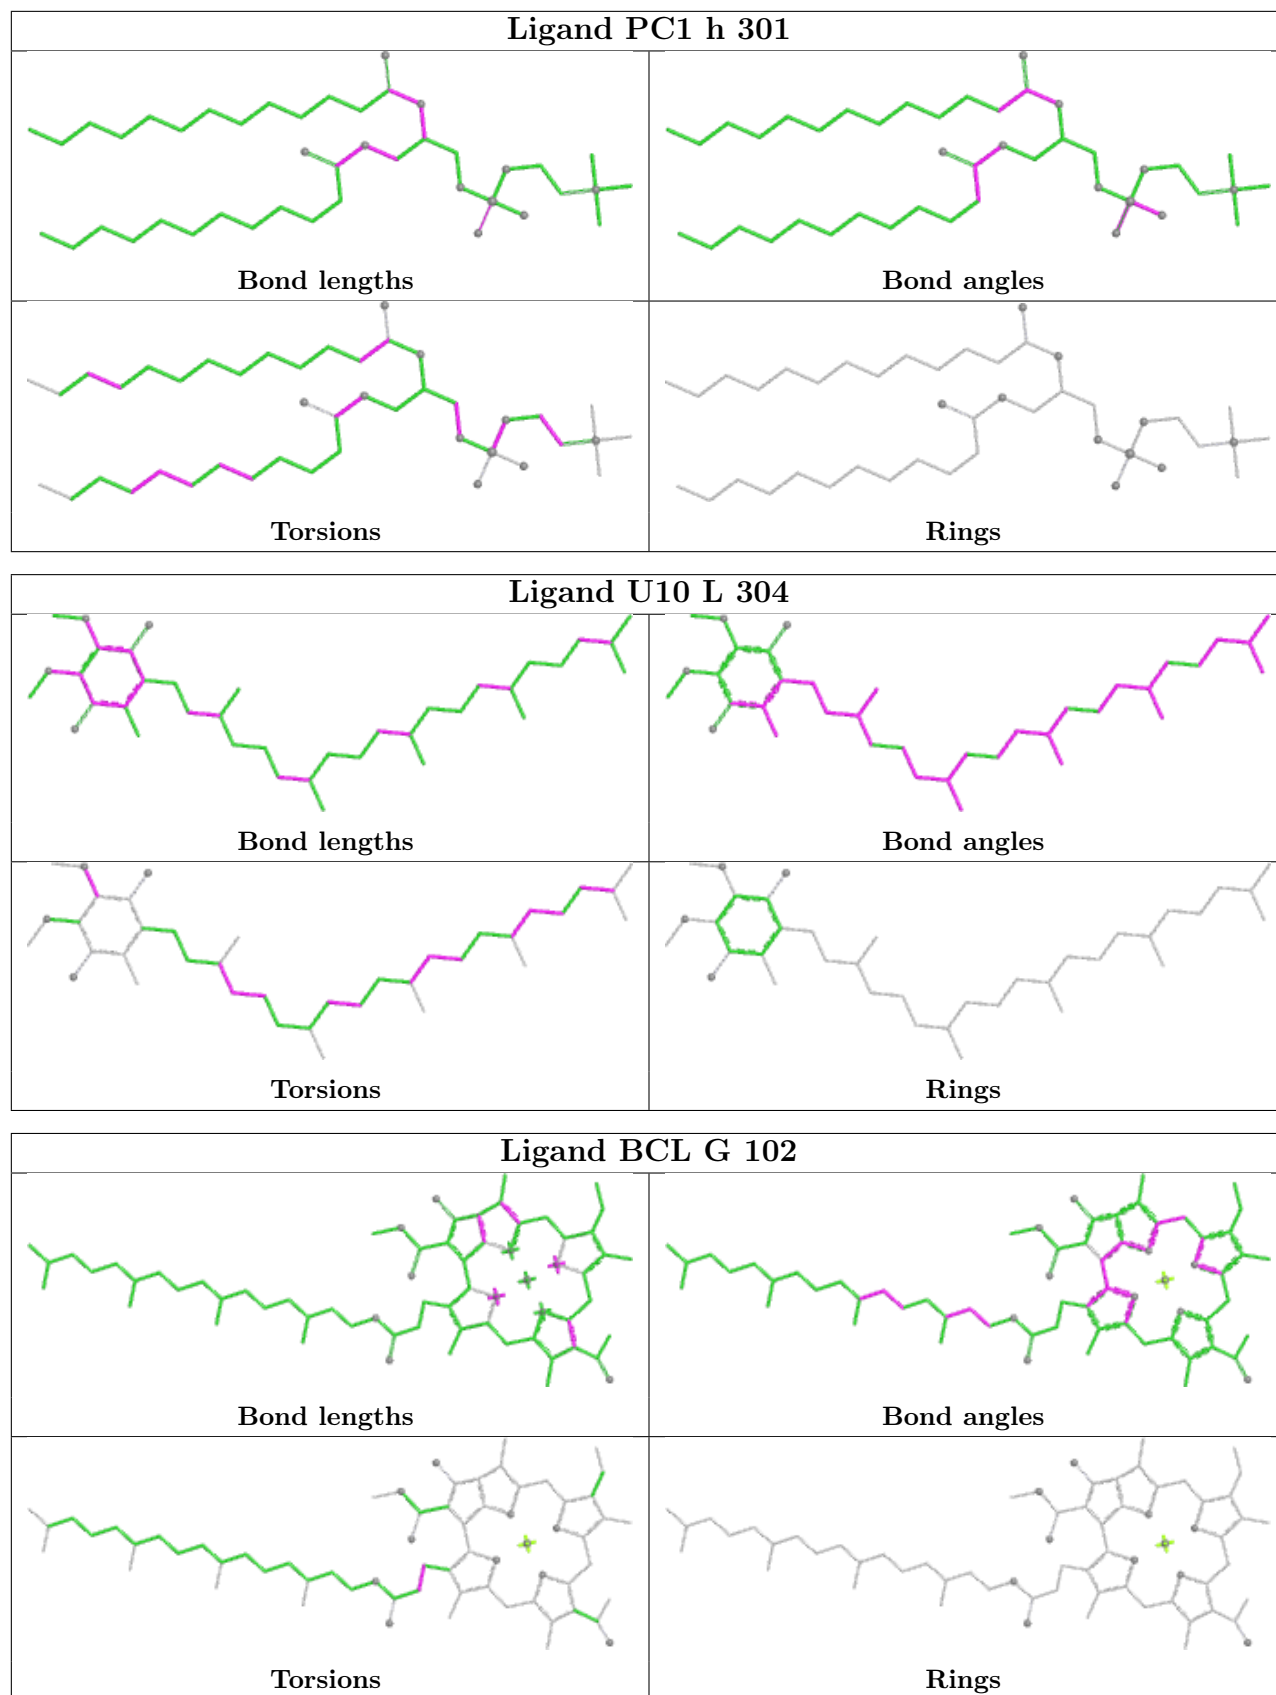 Ligand PC1 h 301
Bond lengths
Bond angles
Torsions
Rings
Ligand U10 L 304
Bond lengths
Bond angles
Torsions
Rings
Ligand BCL G 102
Bond lengths
Bond angles
Torsions
Rings